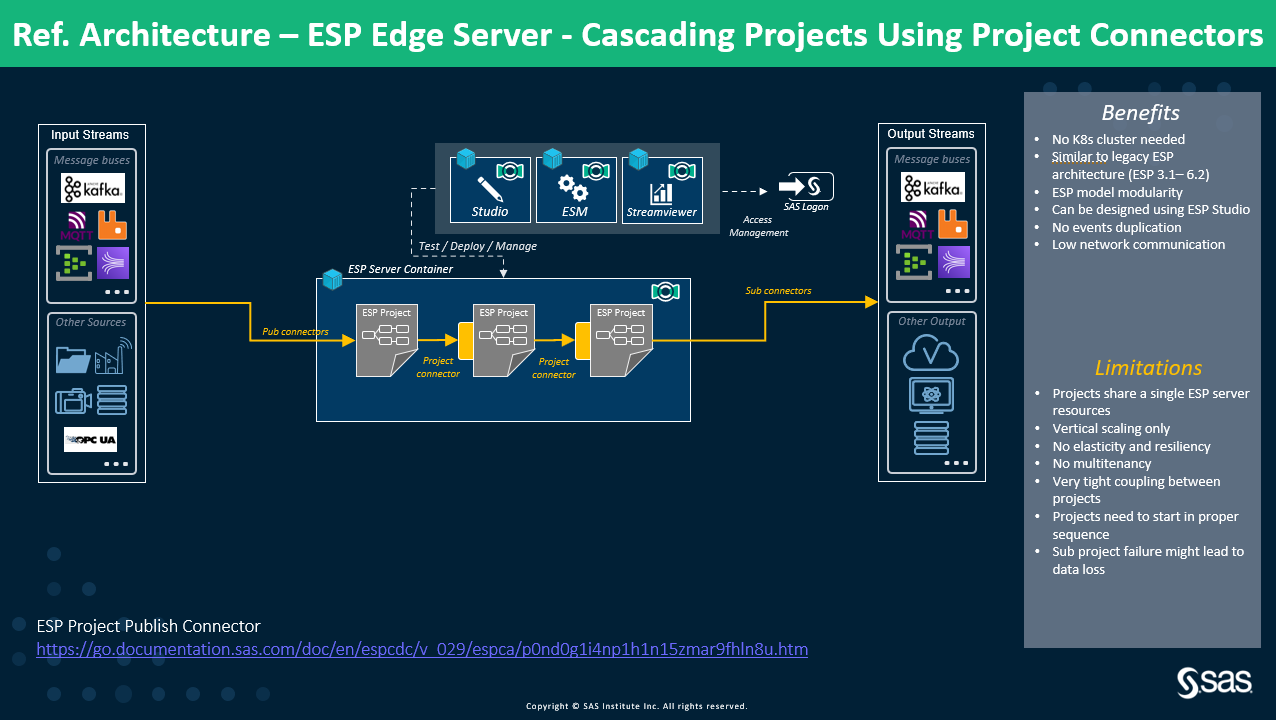 Ref. Architecture – ESP Edge Server - Cascading Projects Using Project Connectors
Input Streams
Message buses
APACHE
kafka
MQTT
Other Sources
OPC UA
Studio
ESM
Streamviewer
SAS Logon
Access
Management
Test / Deploy / Manage
ESP Server Container
ESP Project
ESP Project
ESP Project
Pub connectors
Project
connector
Project
connector
Sub connectors
Output Streams
Message buses
APACHE
kafka
MQTT
Other Output
Benefits
• No K8s cluster needed
• Similar to legacy ESP
architecture (ESP 3.1– 6.2)
• ESP model modularity
• Can be designed using ESP Studio
• No events duplication
• Low network communication
Limitations
• Projects share a single ESP server
resources
• Vertical scaling only
• No elasticity and resiliency
• No multitenancy
• Very tight coupling between
projects
• Projects need to start in proper
sequence
• Sub project failure might lead to
data loss
ESP Project Publish Connector
https://go.documentation.sas.com/doc/en/espcdc/v_029/espca/p0nd0g1i4np1h1n15zmar9fhln8u.htm
sas
Copyright © SAS Institute Inc. All rights reserved.